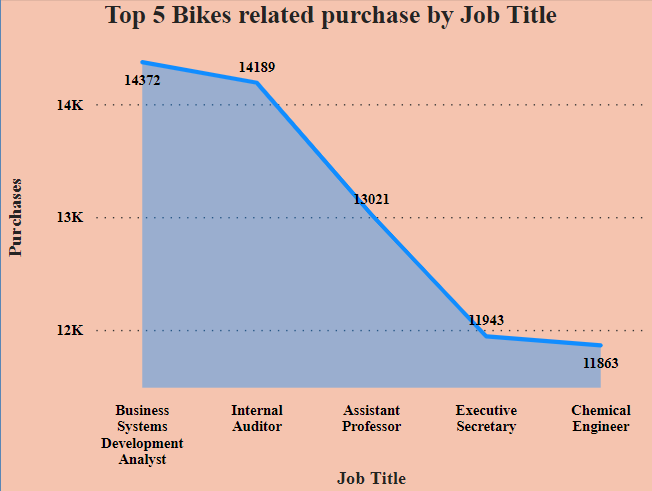 Top 5 Bikes related purchase by Job Title
14372
14189
14K
13021
13K
Purchases
12K
11943
11863
Business
Systems
Development
Analyst
Internal
Auditor
Assistant
Professor
Executive
Secretary
Chemical
Engineer
Job Title